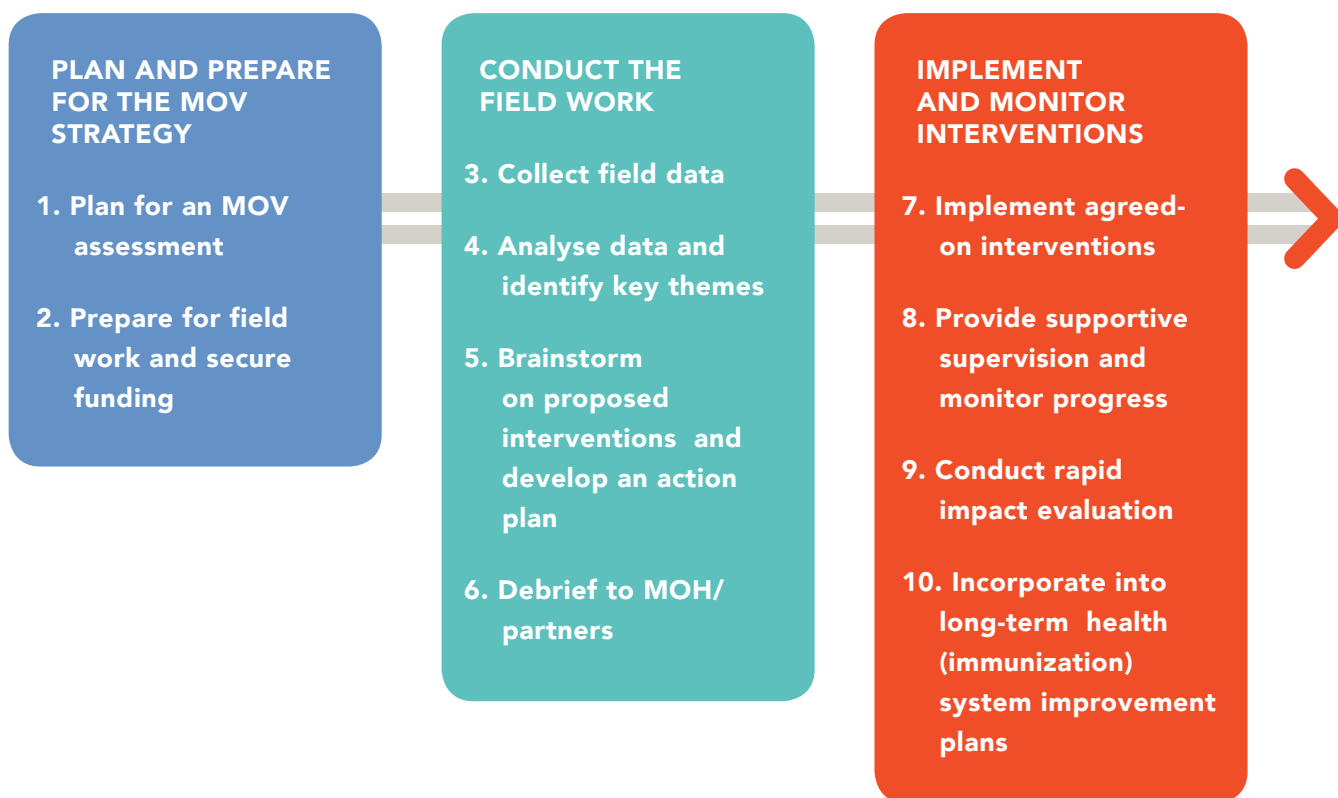 PLAN AND PREPARE
FOR THE MOV
STRATEGY
1. Plan for an MOV
assessment
2. Prepare for field
work and secure
funding
CONDUCT THE
FIELD WORK
3. Collect field data
4. Analyse data and
identify key themes
5. Brainstorm
on proposed
interventions and
develop an action
plan
6. Debrief to MOH/
partners
IMPLEMENT
AND MONITOR
INTERVENTIONS
7. Implement agreed-
on interventions
8. Provide supportive
supervision and
monitor progress
9. Conduct rapid
impact evaluation
10. Incorporate into
long-term health
(immunization)
system improvement
plans